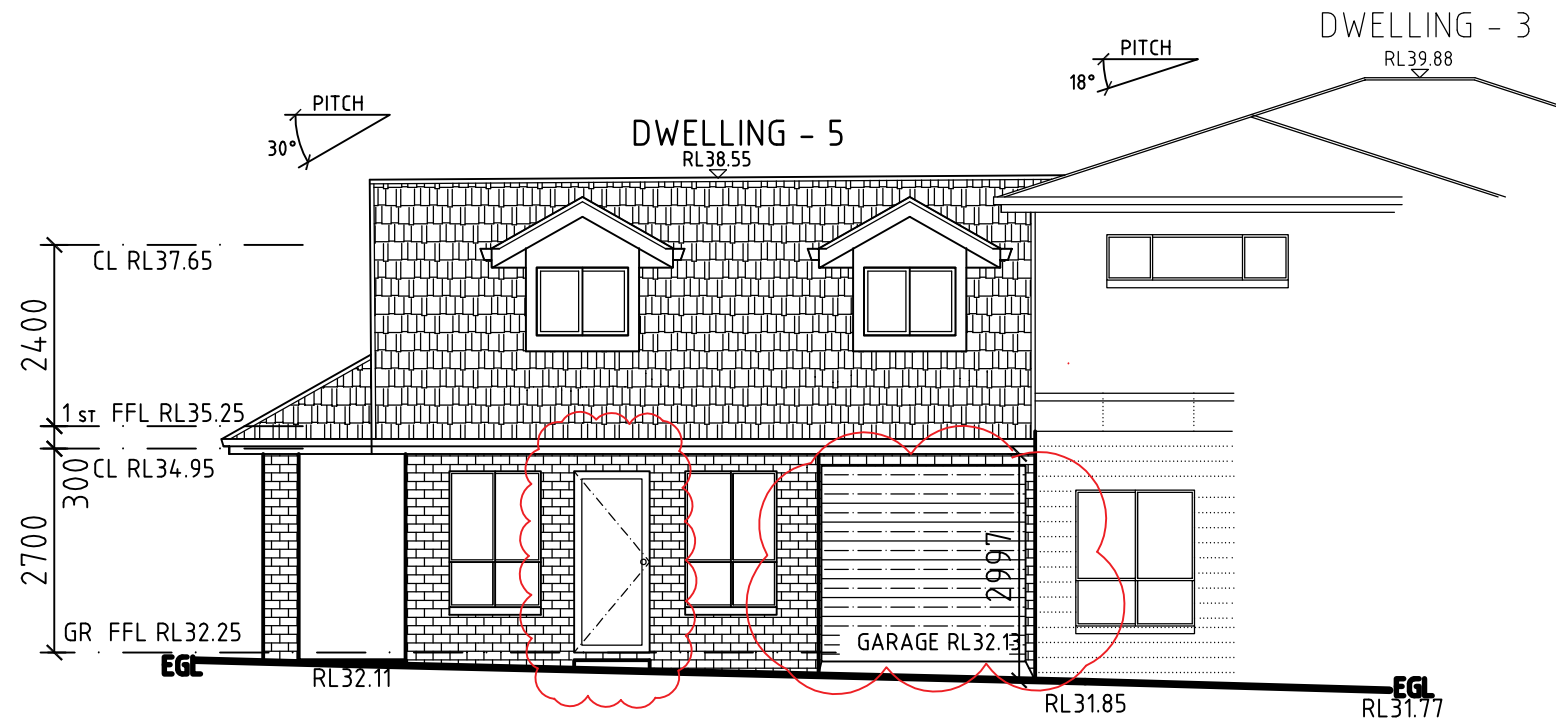 DWELLING - 3
RL39.88
PITCH
18°
PITCH
30°
DWELLING - 5
RL38.55
CL RL37.65
2400
1 ST FFL RL35.25
300
CL RL34.95
2700
2997
GR FFL RL32.25
GARAGE RL32.13
EGL
RL32.11
EGL
RL31.85
RL31.77